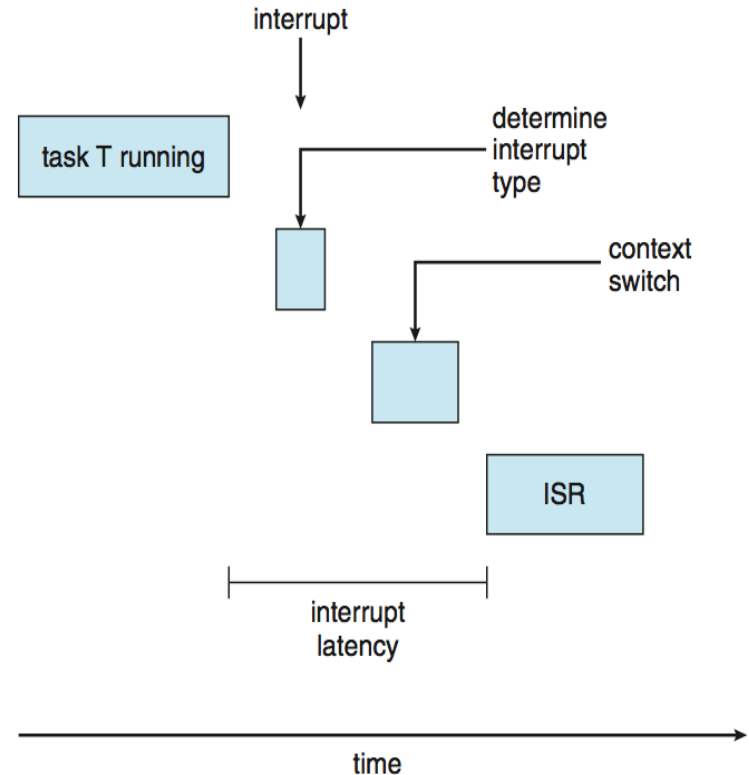 interrupt
task T running
determine
interrupt
type
context
switch
ISR
interrupt
latency
time